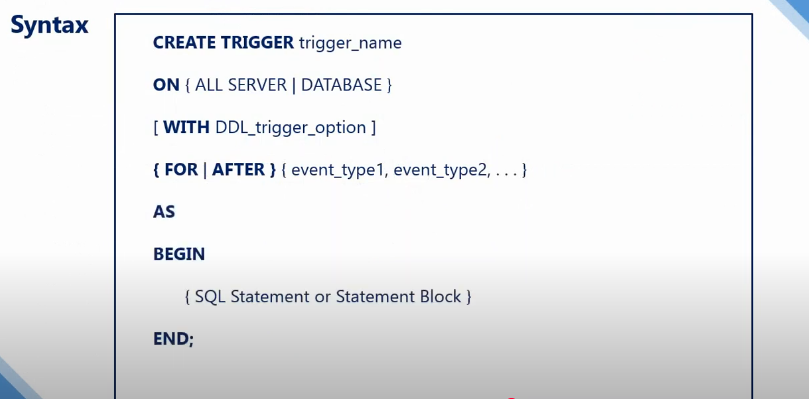 Syntax
CREATE TRIGGER trigger_name
ON { ALL SERVER | DATABASE }
[ WITH DDL_trigger_option ]
{ FOR | AFTER } { event_type1, event_type2, . . . }
AS
BEGIN
{ SQL Statement or Statement Block }
END;